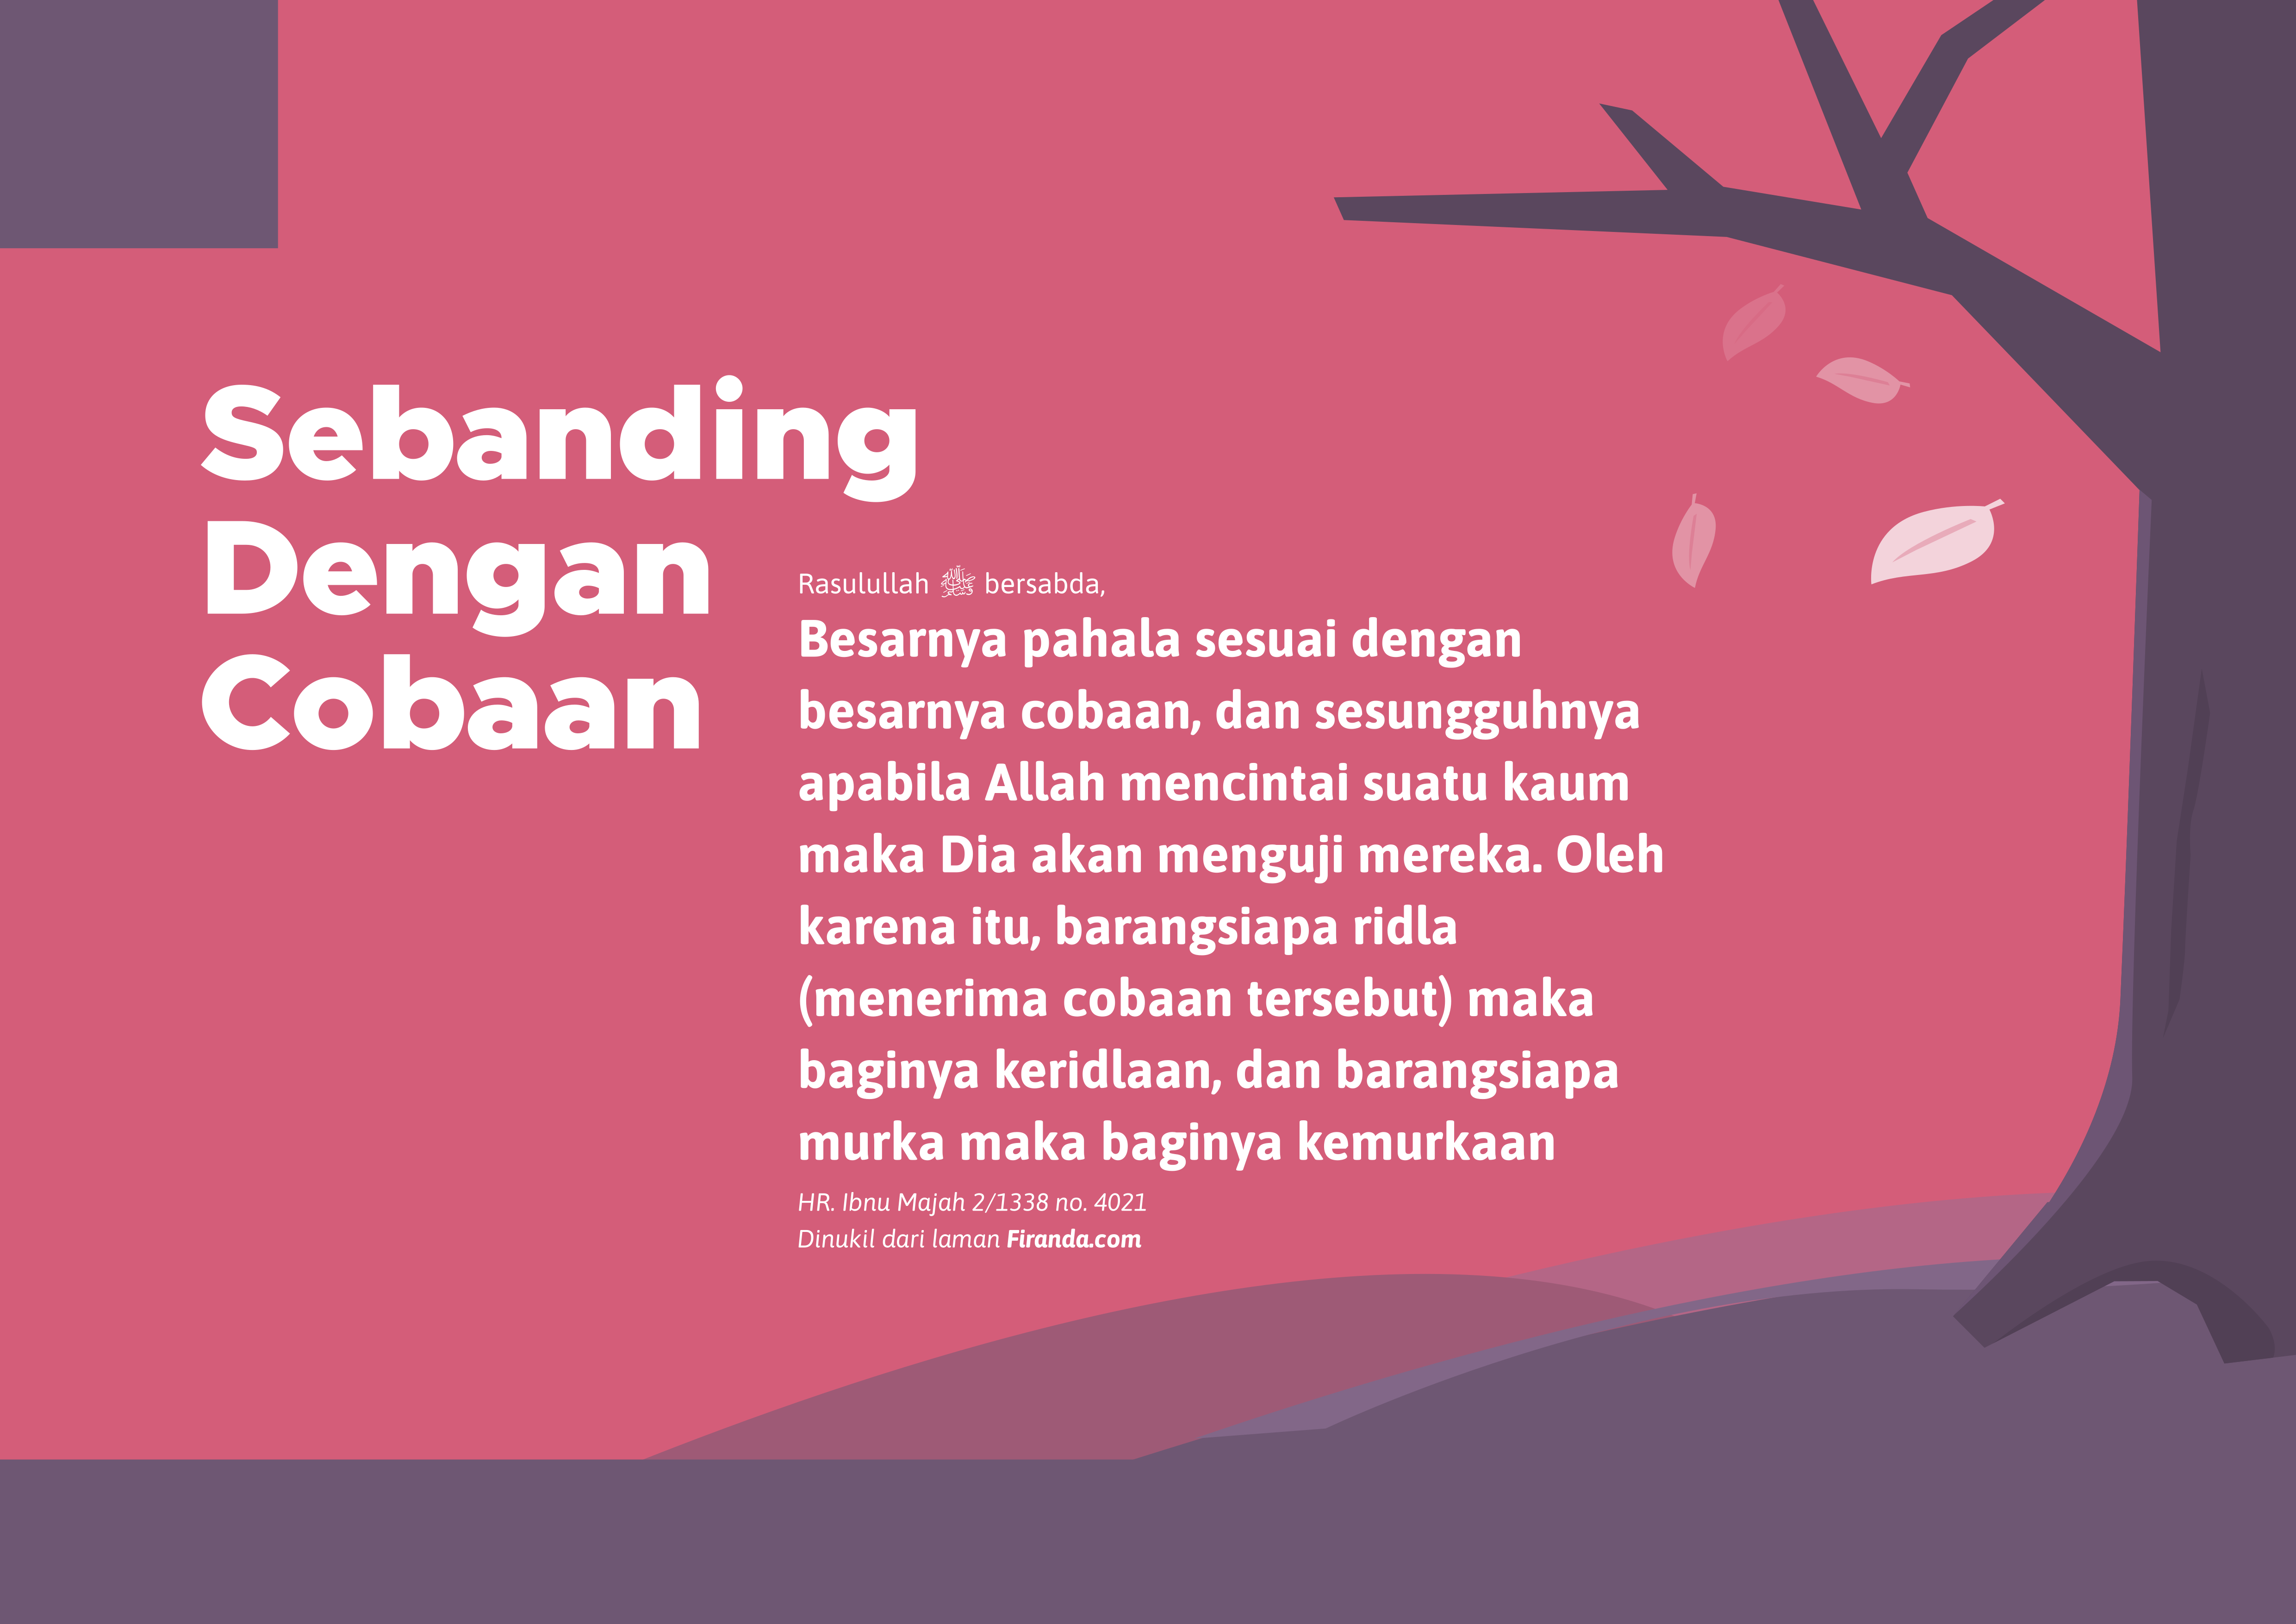 Sebanding
Dengan
Cobaan
Rasulullah ﷺ bersabda,
Besarnya pahala sesuai dengan
besarnya cobaan, dan sesungguhnya
apabila Allah mencintai suatu kaum
maka Dia akan menguji mereka. Oleh
karena itu, barangsiapa ridla
(menerima cobaan tersebut) maka
baginya keridlaan, dan barangsiapa
murka maka baginya kemurkaan
HR. Ibnu Majah 2/1338 no. 4021
Dinukil dari laman Firanda.com